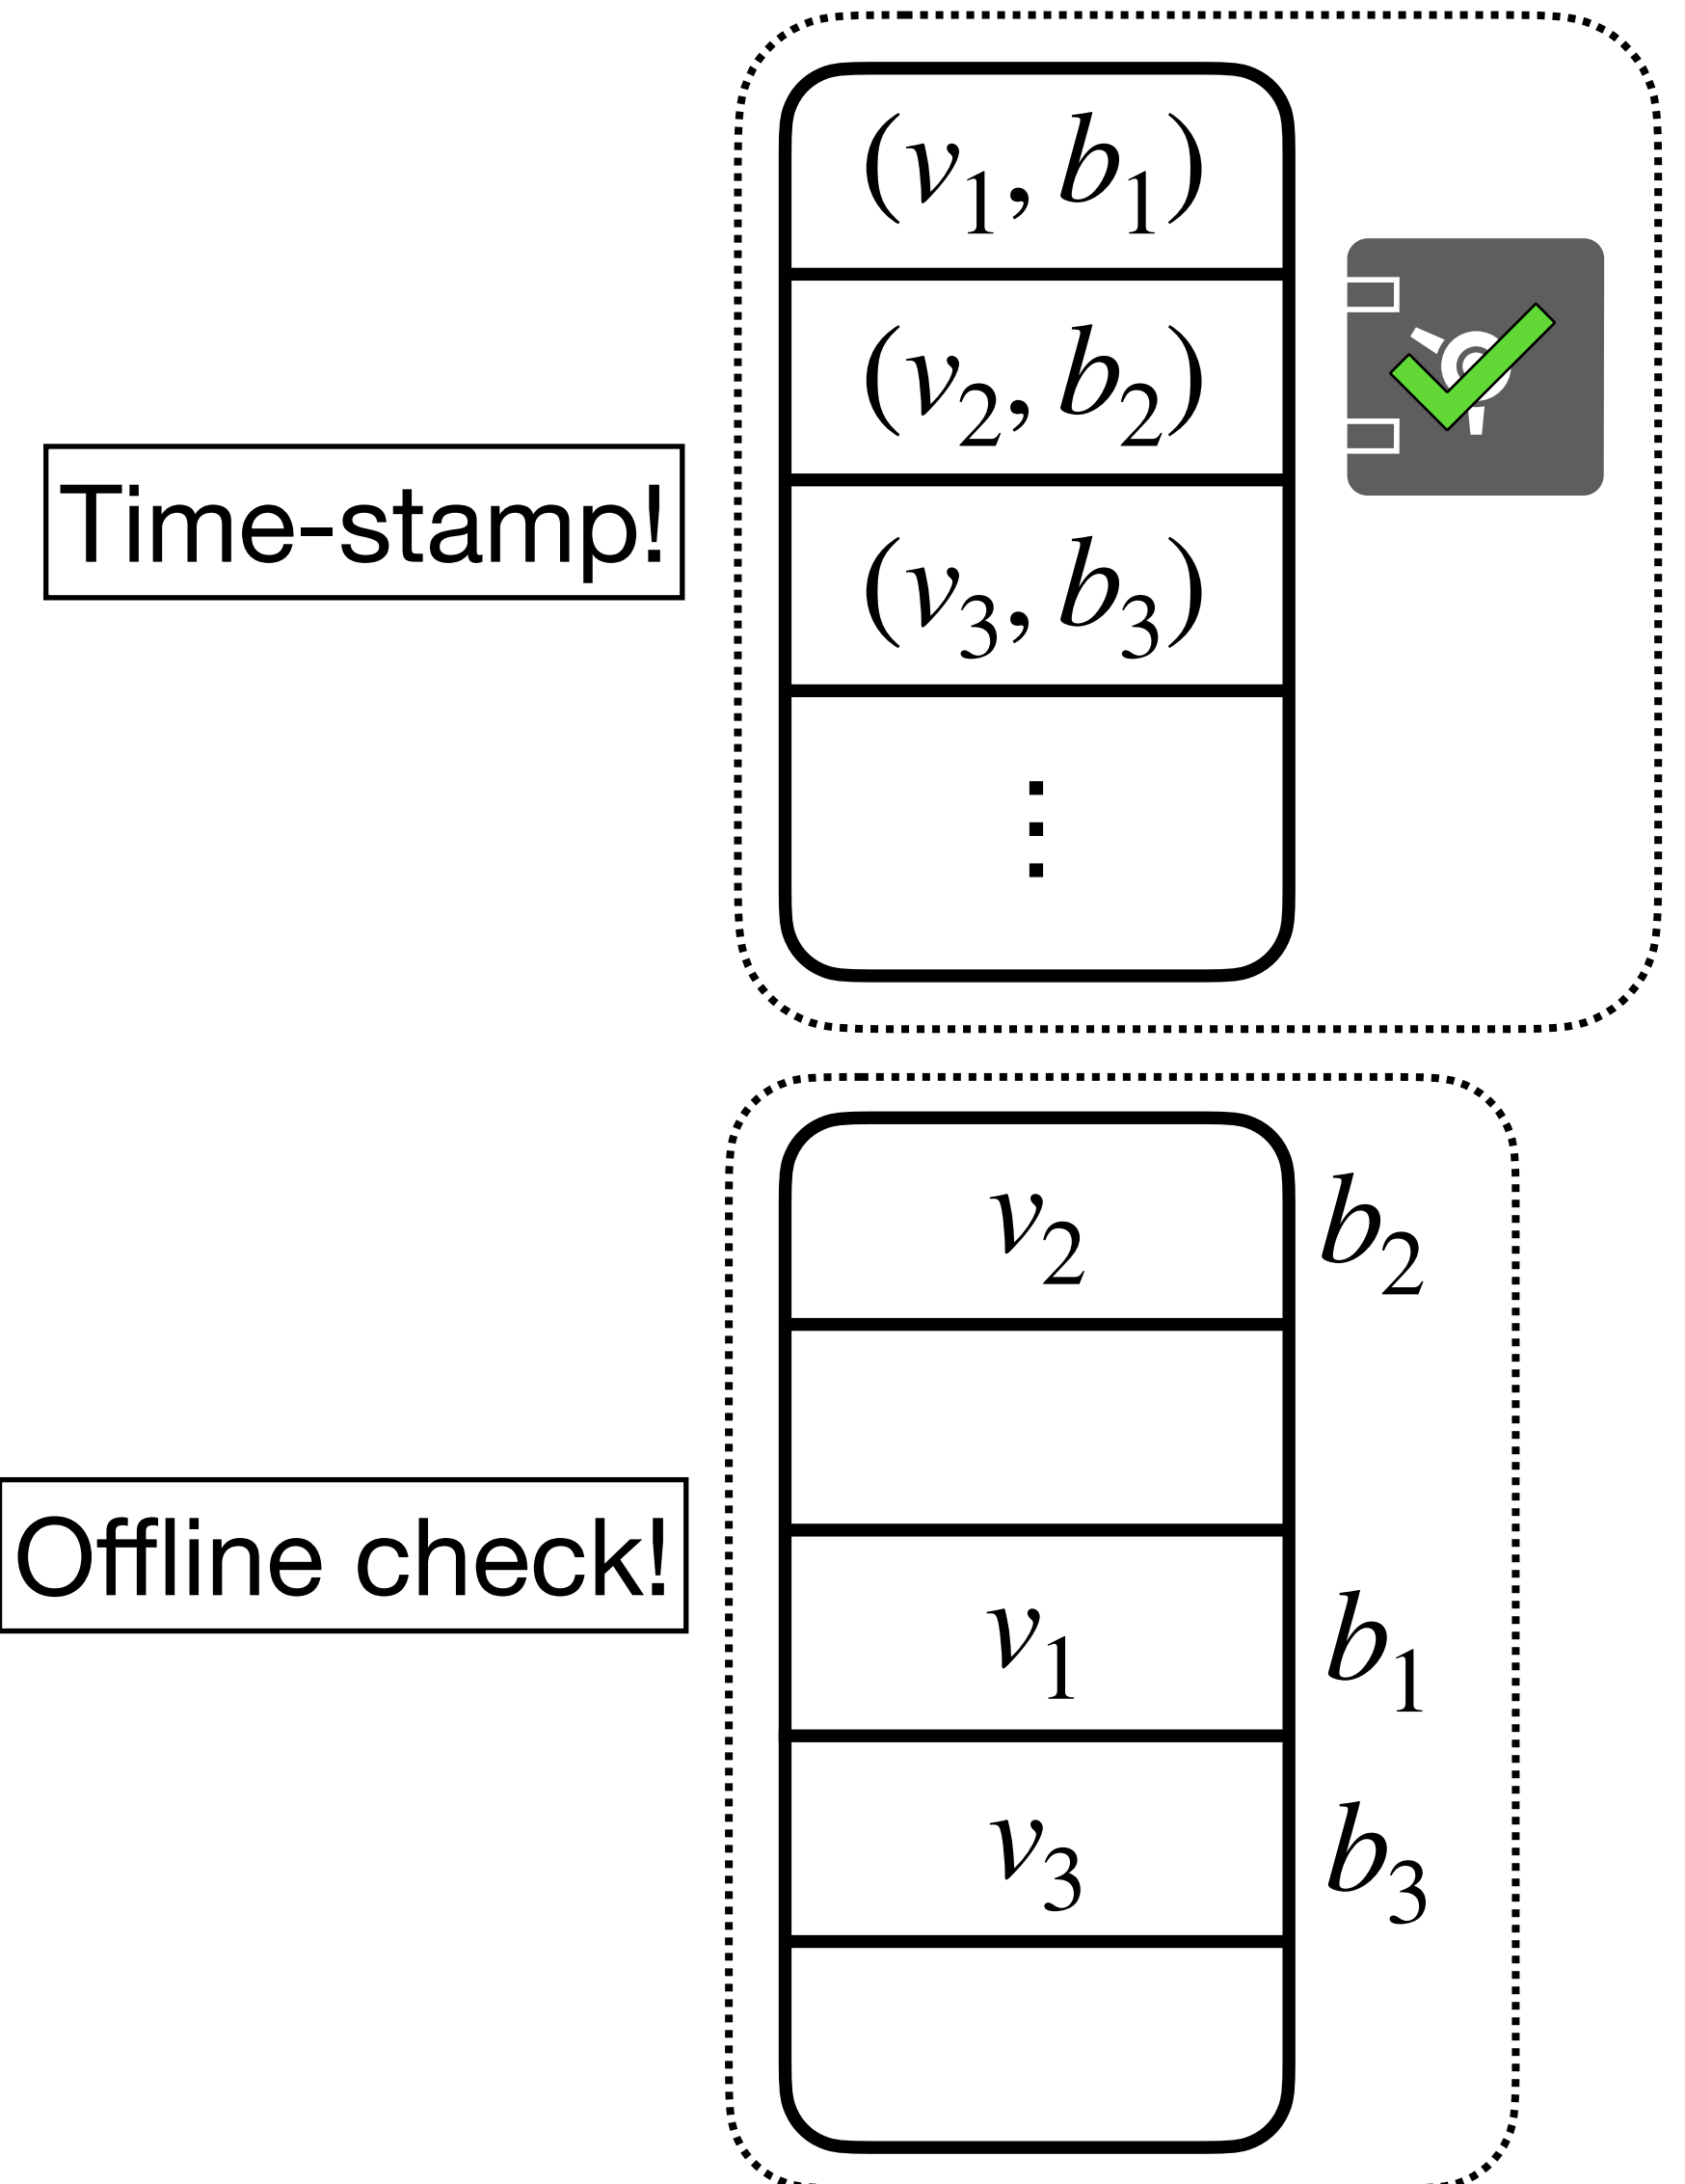 (v₁, b₁)
(v₂, b₂)
Time-stamp!
(v₃, b₃)
⋮
v₂ b₂
Offline check!
v₁ b₁
v₃ b₃